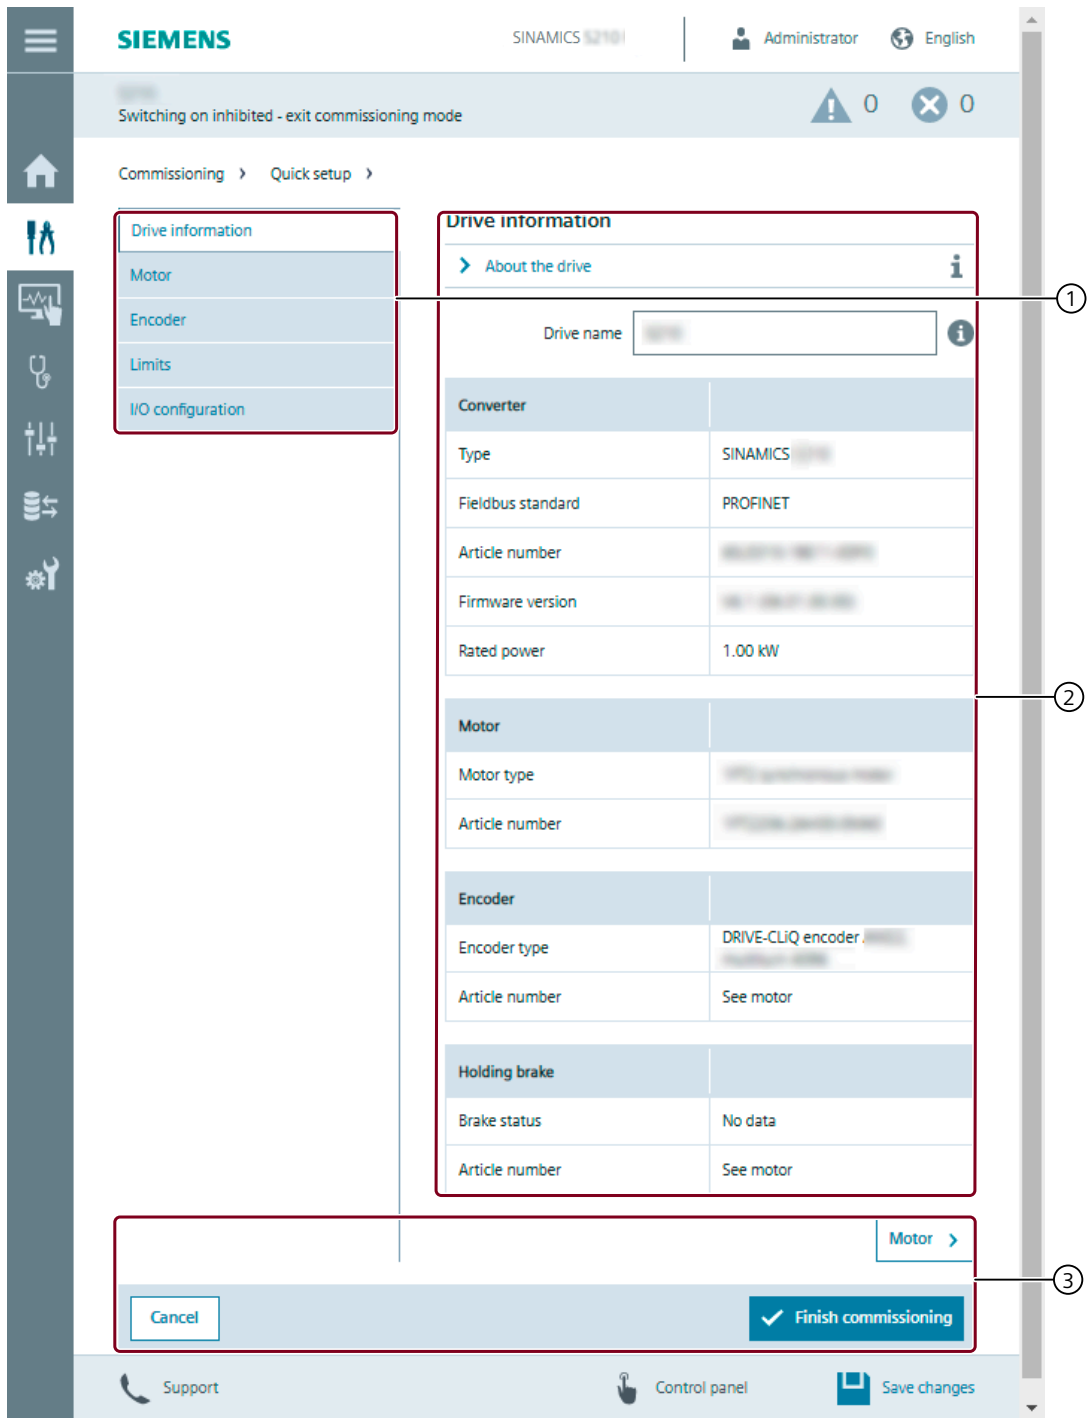 SIEMENS
SINAMICS
Administrator
English
Switching on inhibited - exit commissioning mode
0
0
Commissioning > Quick setup >
Drive information
Motor
Encoder
Limits
I/O configuration
1
Drive information
> About the drive
Drive name
Converter
Type SINAMICS
Fieldbus standard PROFINET
Article number
Firmware version
Rated power 1.00 kW
2
Motor
Motor type
Article number
Encoder
Encoder type DRIVE-CLiQ encoder
Article number See motor
Holding brake
Brake status No data
Article number See motor
Motor >
3
Cancel
Finish commissioning
Support
Control panel
Save changes